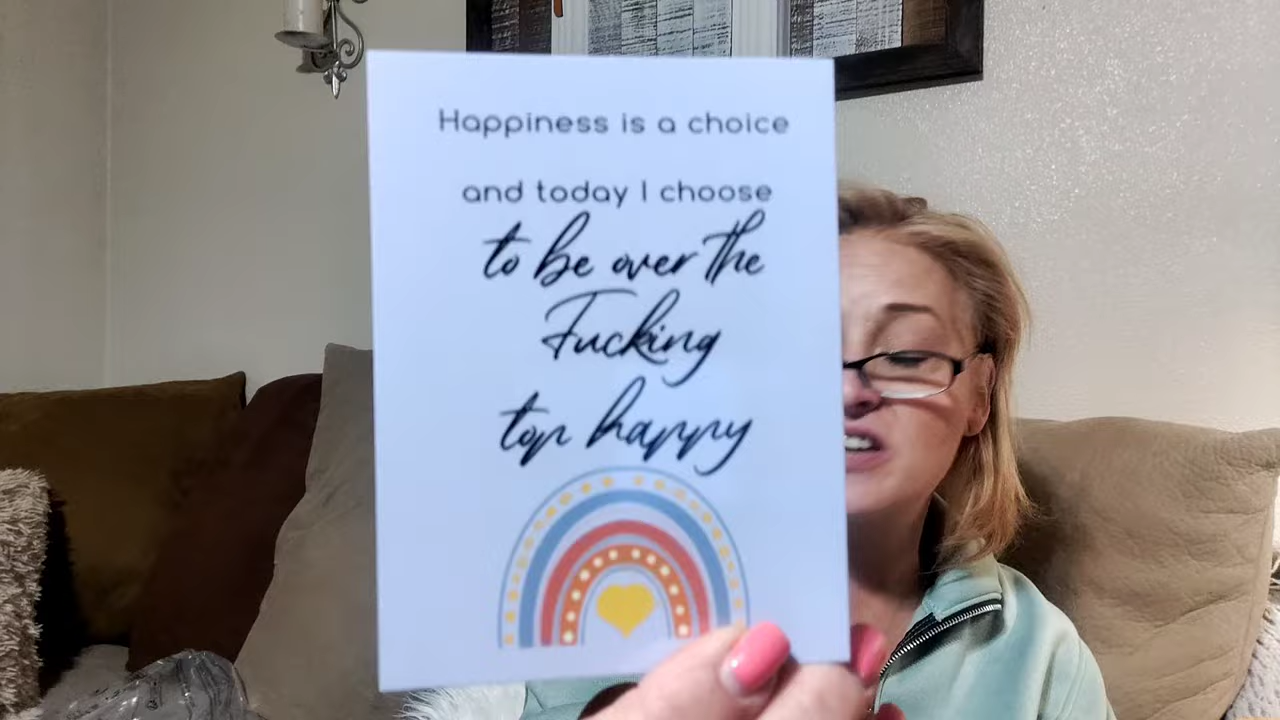 Happiness is a choice
and today I choose
to be over the
Fucking
top happy